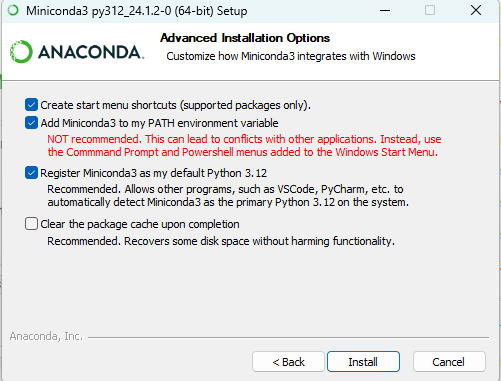 Miniconda3 py312_24.1.2-0 (64-bit) Setup
Advanced Installation Options
Customize how Miniconda3 integrates with Windows
ANACONDA.
Create start menu shortcuts (supported packages only).
Add Miniconda3 to my PATH environment variable
NOT recommended. This can lead to conflicts with other applications. Instead, use
the Commmand Prompt and Powershell menus added to the Windows Start Menu.
Register Miniconda3 as my default Python 3.12
Recommended. Allows other programs, such as VSCode, PyCharm, etc. to
automatically detect Miniconda3 as the primary Python 3.12 on the system.
Clear the package cache upon completion
Recommended. Recovers some disk space without harming functionality.
Anaconda, Inc.
< Back
Install
Cancel